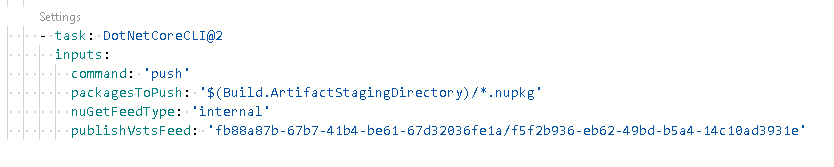 Settings
- task: DotNetCoreCLI@2
inputs:
command: 'push'
packagesToPush: '$(Build.ArtifactStagingDirectory)/*.nupkg'
nuGetFeedType: 'internal'
publishVstsFeed: 'fb88a87b-67b7-41b4-be61-67d32036fe1a/f5f2b936-eb62-49bd-b5a4-14c10ad3931e'